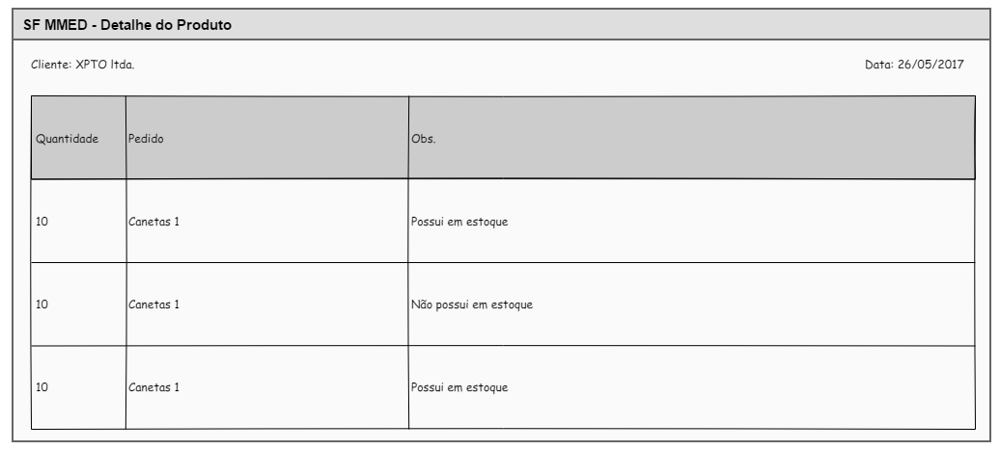 SF MMED - Detalhe do Produto
Cliente: XPTO ltda. Data: 26/05/2017
Quantidade Pedido Obs.
10 Canetas 1 Possui em estoque
10 Canetas 1 Não possui em estoque
10 Canetas 1 Possui em estoque